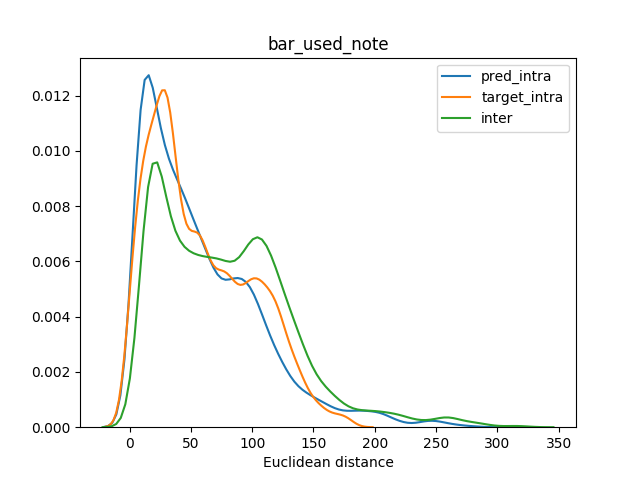 bar_used_note
pred_intra
target_intra
inter
0.012
0.010
0.008
0.006
0.004
0.002
0.000
0 50 100 150 200 250 300 350
Euclidean distance